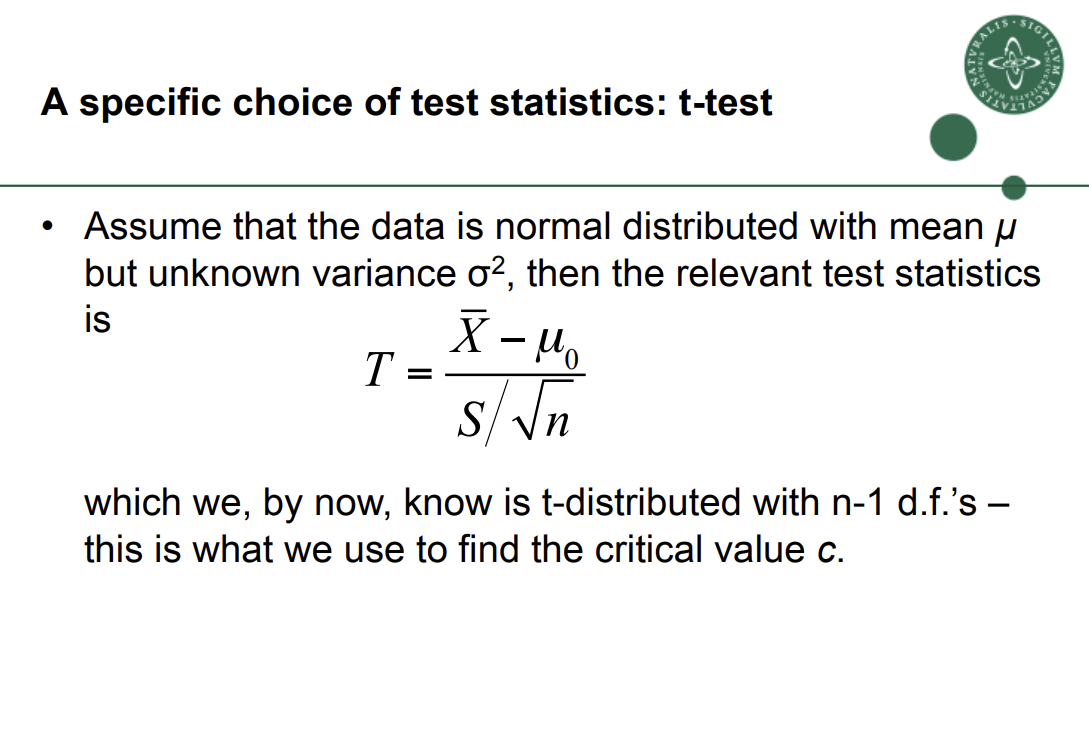 A specific choice of test statistics: t-test
• Assume that the data is normal distributed with mean μ
but unknown variance σ², then the relevant test statistics
is
T = (X̅ − μ₀) / (S/√n)
which we, by now, know is t-distributed with n-1 d.f.’s –
this is what we use to find the critical value c.